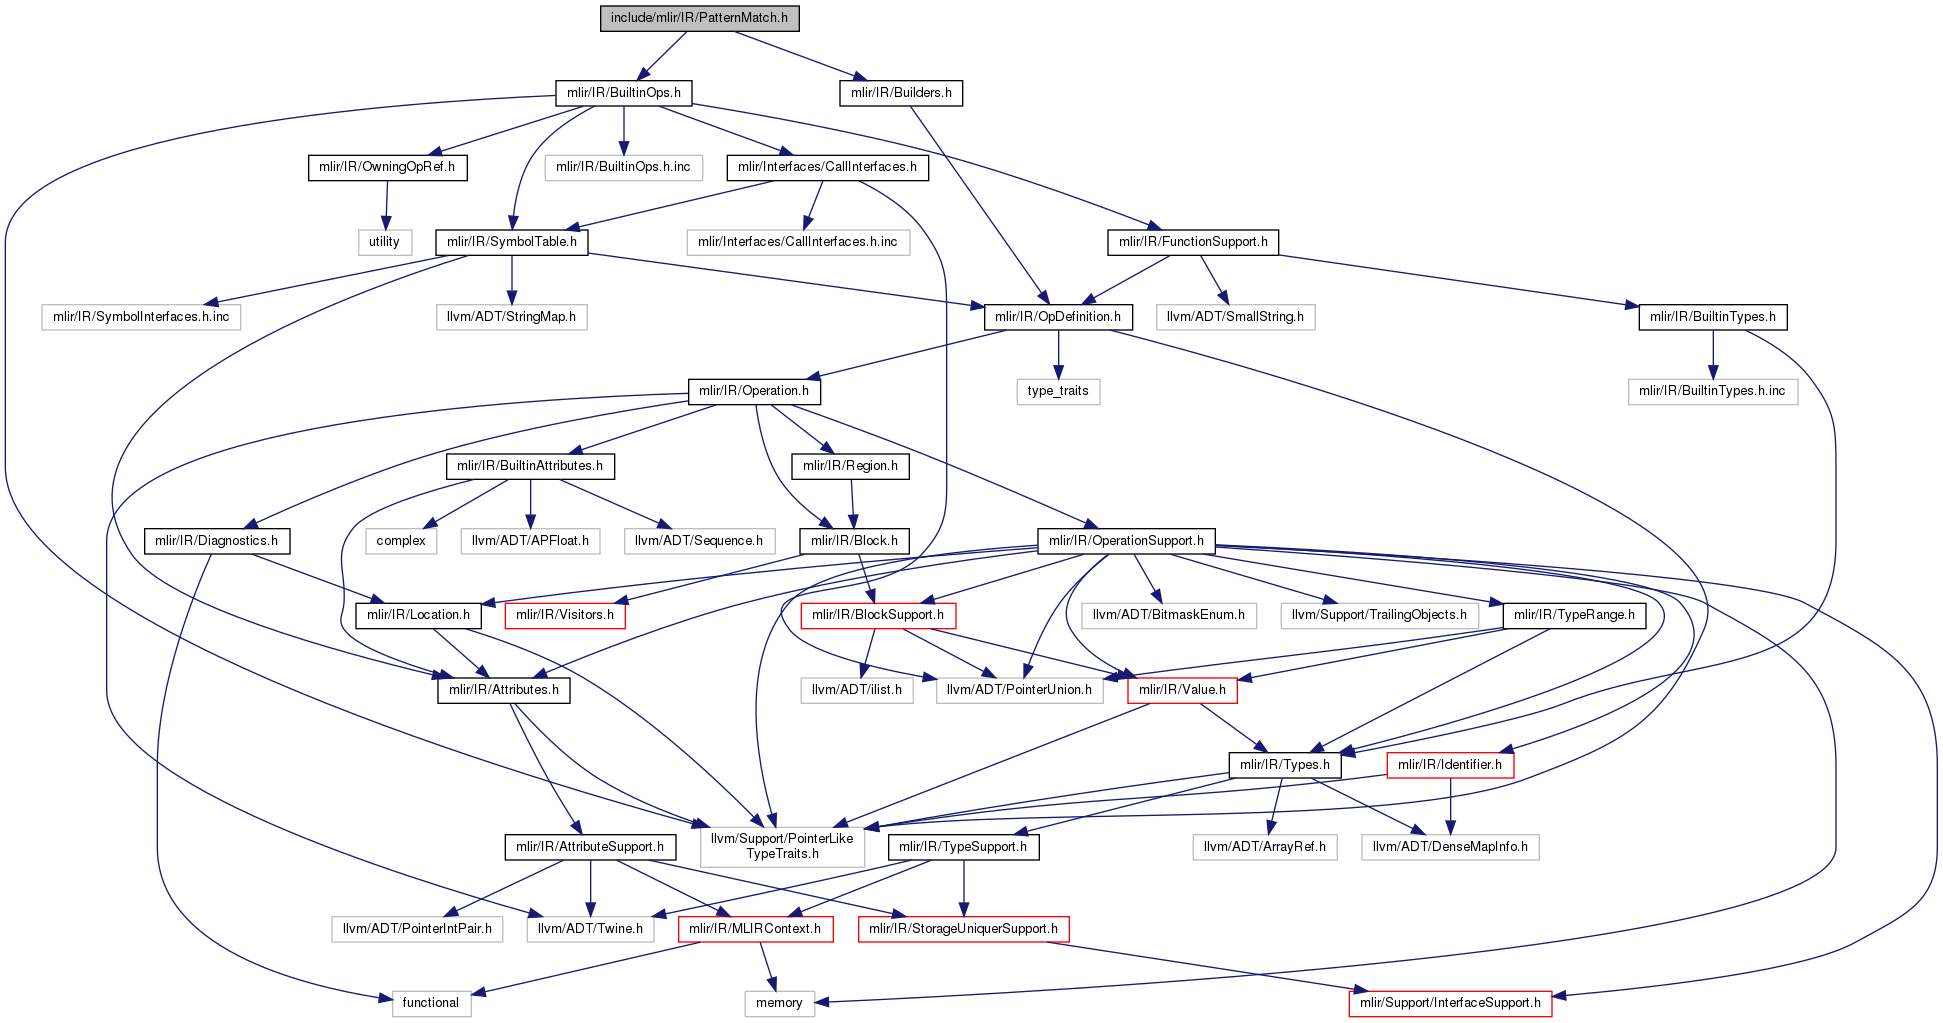 include/mlir/IR/PatternMatch.h
mlir/IR/BuiltinOps.h
mlir/IR/Builders.h
mlir/IR/OwningOpRef.h
mlir/IR/BuiltinOps.h.inc
mlir/Interfaces/CallInterfaces.h
utility
mlir/IR/SymbolTable.h
mlir/Interfaces/CallInterfaces.h.inc
mlir/IR/FunctionSupport.h
mlir/IR/SymbolInterfaces.h.inc
llvm/ADT/StringMap.h
mlir/IR/OpDefinition.h
llvm/ADT/SmallString.h
mlir/IR/BuiltinTypes.h
mlir/IR/Operation.h
type_traits
mlir/IR/BuiltinTypes.h.inc
mlir/IR/BuiltinAttributes.h
mlir/IR/Region.h
mlir/IR/Diagnostics.h
complex
llvm/ADT/APFloat.h
llvm/ADT/Sequence.h
mlir/IR/Block.h
mlir/IR/OperationSupport.h
mlir/IR/Location.h
mlir/IR/Visitors.h
mlir/IR/BlockSupport.h
llvm/ADT/BitmaskEnum.h
llvm/Support/TrailingObjects.h
mlir/IR/TypeRange.h
mlir/IR/Attributes.h
llvm/ADT/ilist.h
llvm/ADT/PointerUnion.h
mlir/IR/Value.h
mlir/IR/Types.h
mlir/IR/Identifier.h
mlir/IR/AttributeSupport.h
llvm/Support/PointerLike
TypeTraits.h
mlir/IR/TypeSupport.h
llvm/ADT/ArrayRef.h
llvm/ADT/DenseMapInfo.h
llvm/ADT/PointerIntPair.h
llvm/ADT/Twine.h
mlir/IR/MLIRContext.h
mlir/IR/StorageUniquerSupport.h
functional
memory
mlir/Support/InterfaceSupport.h